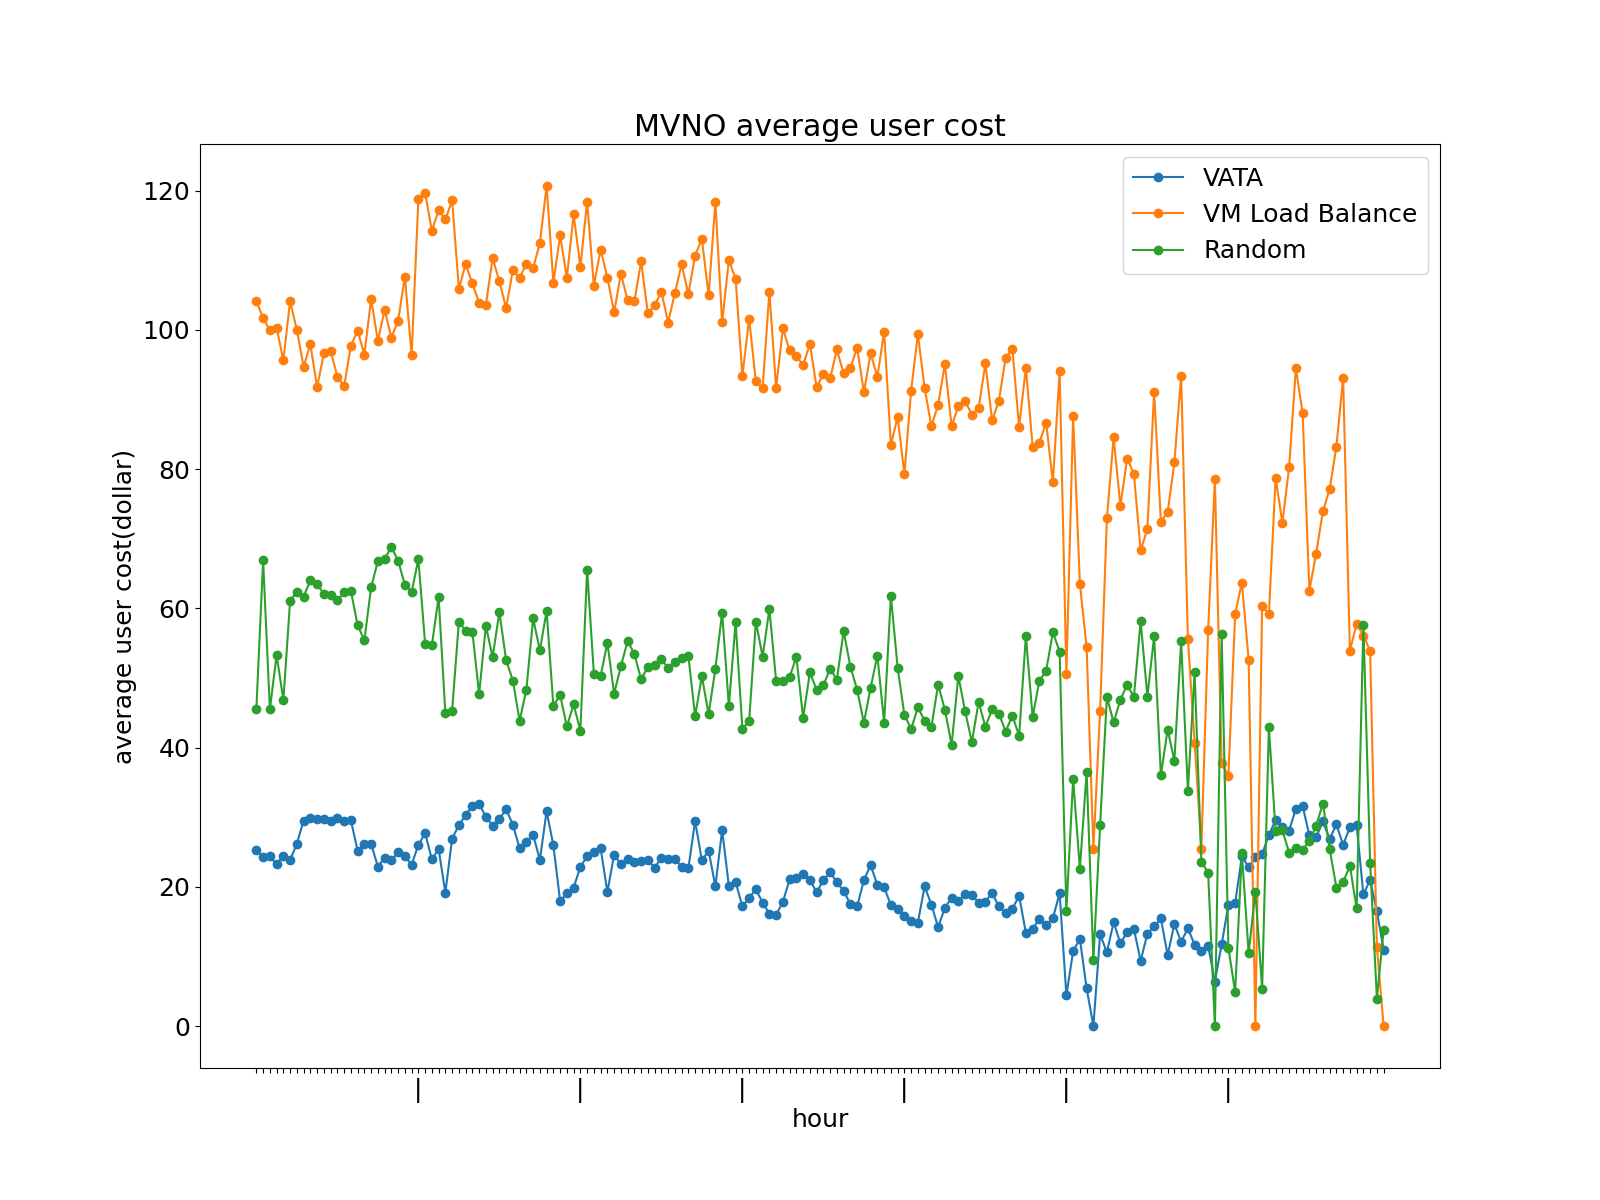 MVNO average user cost
VATA
VM Load Balance
Random
average user cost(dollar)
120
100
80
60
40
20
0
| | | | | |
hour